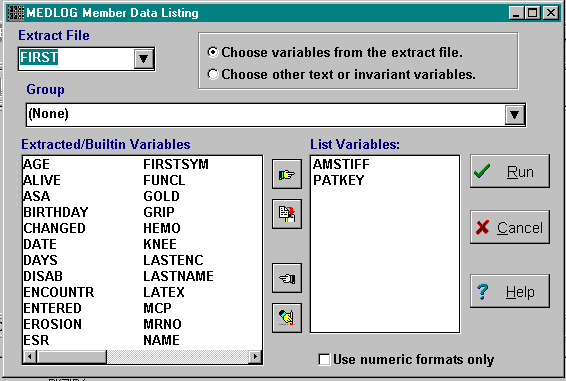 MEDLOG Member Data Listing
Extract File
FIRST
Choose variables from the extract file.
Choose other text or invariant variables.
Group
(None)
Extracted/Builtin Variables
AGE FIRSTSYM
ALIVE FUNCL
ASA GOLD
BIRTHDAY GRIP
CHANGED HEMO
DATE KNEE
DAYS LASTENC
DISAB LASTNAME
ENCOUNTR LATEX
ENTERED MCP
EROSION MRNO
ESR NAME
List Variables:
AMSTIFF
PATKEY
Run
Cancel
Help
Use numeric formats only